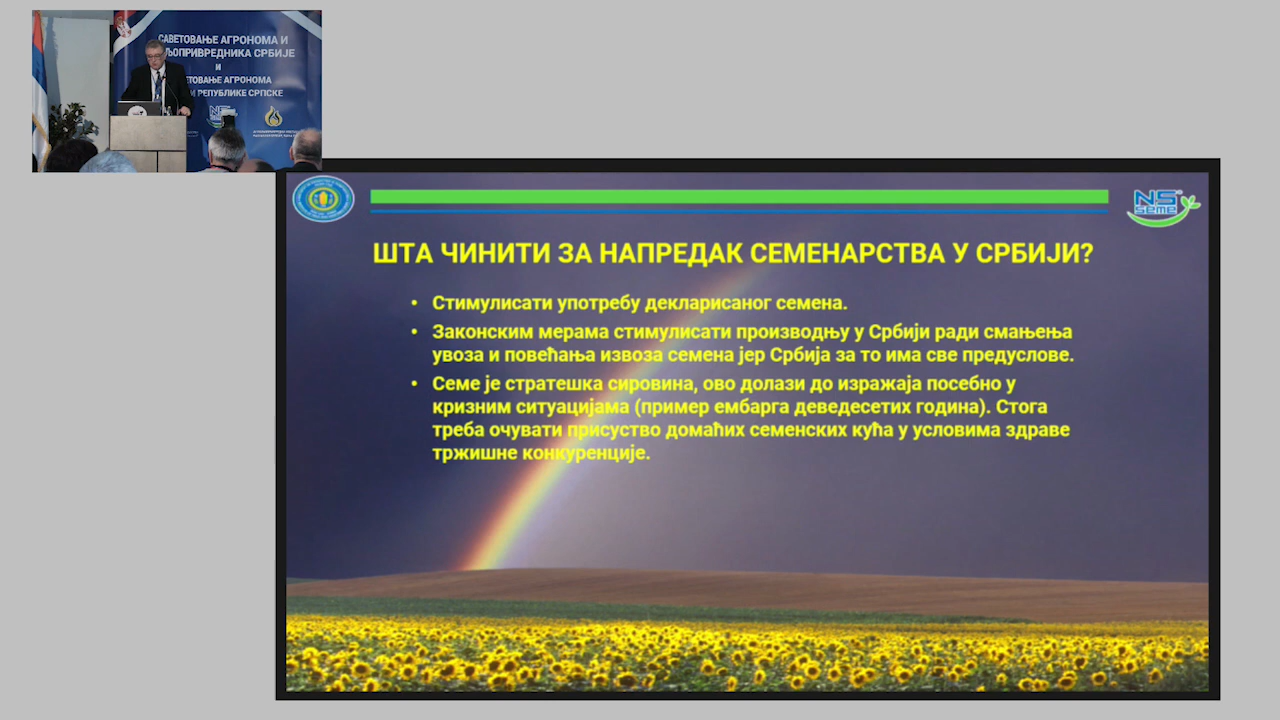 САВЕТОВАЊЕ АГРОНОМА И
ЉОПРИВРЕДНИКА СРБИЈЕ
и
ЕТОВАЊЕ АГРОНОМА
И РЕПУБЛИКЕ СРПСКЕ
NS
seme
ШТА ЧИНИТИ ЗА НАПРЕДАК СЕМЕНАРСТВА У СРБИЈИ?
• Стимулисати употребу декларисаног семена.
• Законским мерама стимулисати производњу у Србији ради смањења
увоза и повећања извоза семена јер Србија за то има све предуслове.
• Семе је стратешка сировина, ово долази до изражаја посебно у
кризним ситуацијама (пример ембарга деведесетих година). Стога
треба очувати присуство домаћих семенских кућа у условима здраве
тржишне конкуренције.